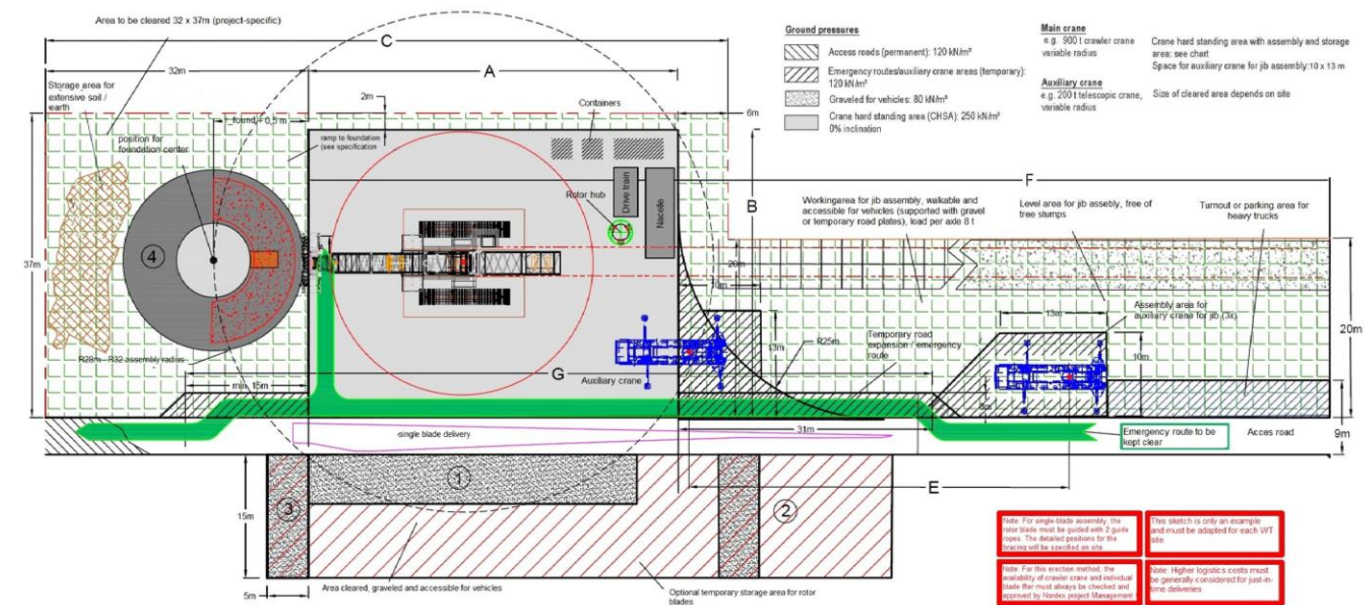 Area to be cleared 32 x 37m (project-specific)
C
A
32m
2m
6m
Storage area for
extensive soil /
earth
r_found + 0,5 m
position for
foundation center
ramp to foundation
(see specification
Containers
Rotor hub
Drive train
Nacelle
B
F
37m
4
R28m - R32 assembly radius
min. 15m
G
Auxiliary crane
20m
10m
13m
R25m
Temporary road
expansion / emergency
route
Workingarea for jib assembly, walkable and
accessible for vehicles (supported with gravel
or temporary road plates), load per axle 8 t
Level area for jib assebly, free of
tree stumps
Turnout or parking area for
heavy trucks
Assembly area for
auxiliary crane for jib (3x)
13m
10m
20m
9m
31m
E
Emergency route to be
kept clear
Acces road
single blade delivery
1
2
3
15m
5m
Area cleared, graveled and accessible for vehicles
Optional temporary storage area for rotor
blades
Ground pressures
Access roads (permanent): 120 kN/m²
Emergency routes/auxiliary crane areas (temporary):
120 kN/m²
Graveled for vehicles: 80 kN/m²
Crane hard standing area (CHSA): 250 kN/m²
0% inclination
Main crane
e.g. 900 t crawler crane
variable radius
Auxiliary crane
e.g. 200 t telescopic crane,
variable radius
Crane hard standing area with assembly and storage
area: see chart
Space for auxiliary crane for jib assembly:10 x 13 m
Size of cleared area depends on site
Note: For single-blade assembly, the
rotor blade must be guided with 2 guide
ropes. The detailed positions for the
bracing will be specified on site
This sketch is only an example
and must be adapted for each WT
site.
Note: For this erection method, the
availability of crawler crane and individual
blade lifter must always be checked and
approved by Nordex project Management
Note: Higher logistics costs must
be generally considered for just-in-
time deliveries